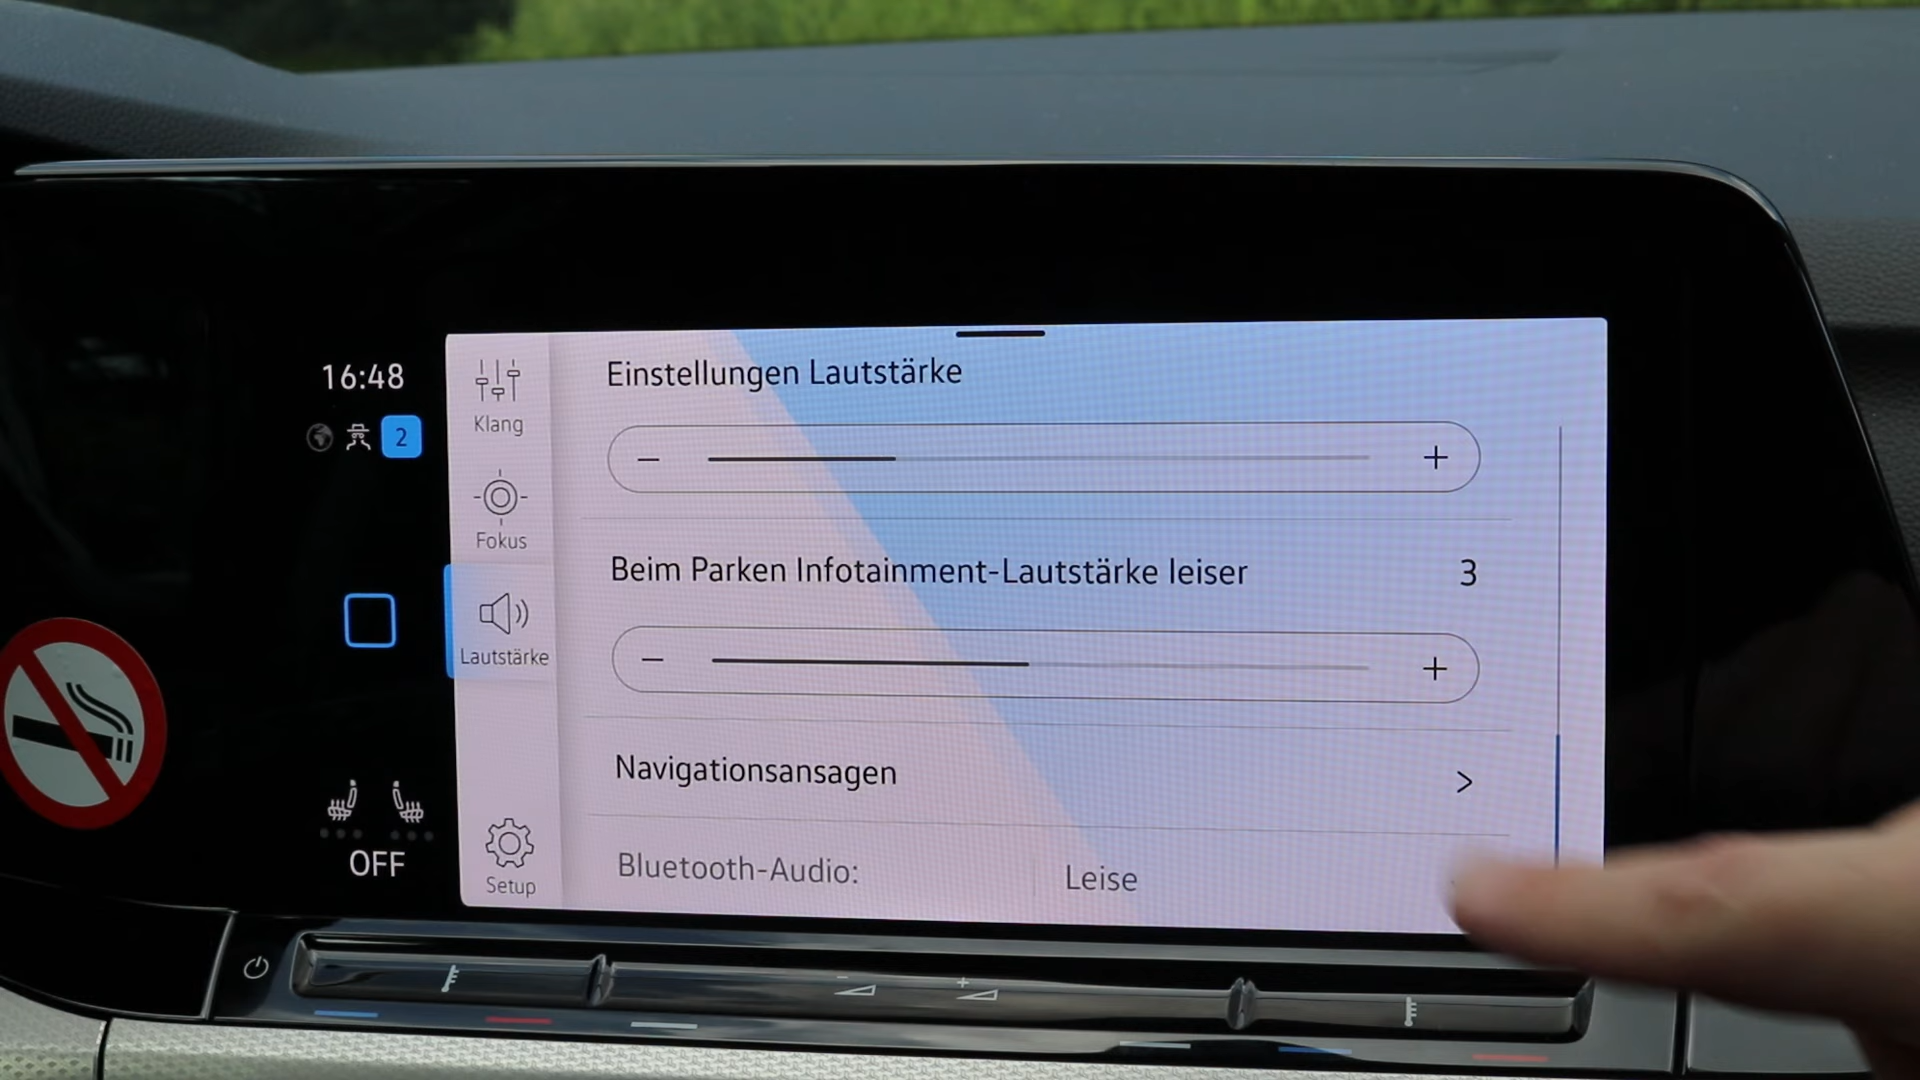 16:48
2
OFF
Klang
Fokus
Lautstärke
Setup
Einstellungen Lautstärke
Beim Parken Infotainment-Lautstärke leiser 3
Navigationsansagen
Bluetooth-Audio: Leise